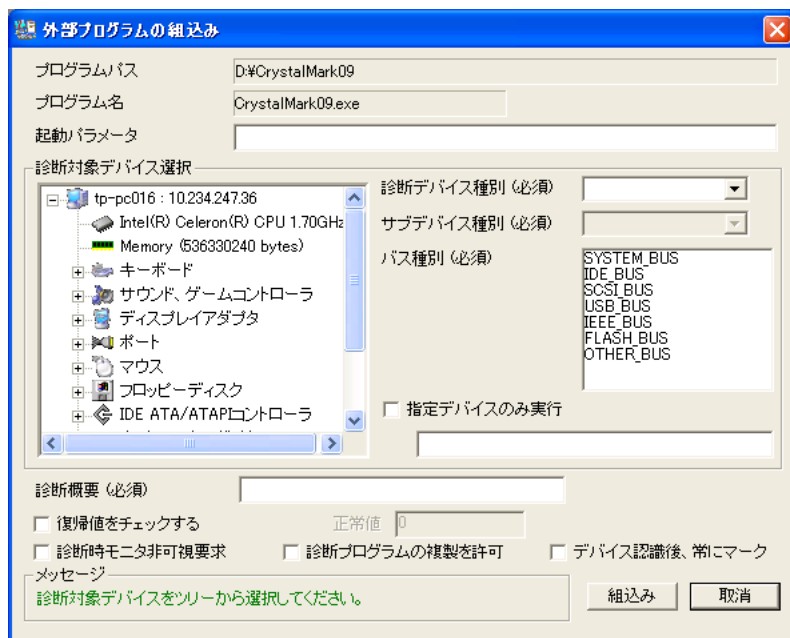 外部プログラムの組込み
プログラムパス
D:¥CrystalMark09
プログラム名
CrystalMark09.exe
起動パラメータ
診断対象デバイス選択
tp-pc016 : 10.234.247.36
Intel(R) Celeron(R) CPU 1.70GHz
Memory (536330240 bytes)
キーボード
サウンド、ゲームコントローラ
ディスプレイアダプタ
ポート
マウス
フロッピーディスク
IDE ATA/ATAPIコントローラ
診断デバイス種別 (必須)
サブデバイス種別 (必須)
バス種別 (必須)
SYSTEM_BUS
IDE_BUS
SCSI_BUS
USB_BUS
IEEE_BUS
FLASH_BUS
OTHER_BUS
指定デバイスのみ実行
診断概要 (必須)
復帰値をチェックする
正常値 0
診断時モニタ非可視要求
診断プログラムの複製を許可
デバイス認識後、常にマーク
メッセージ
診断対象デバイスをツリーから選択してください。
組込み
取消